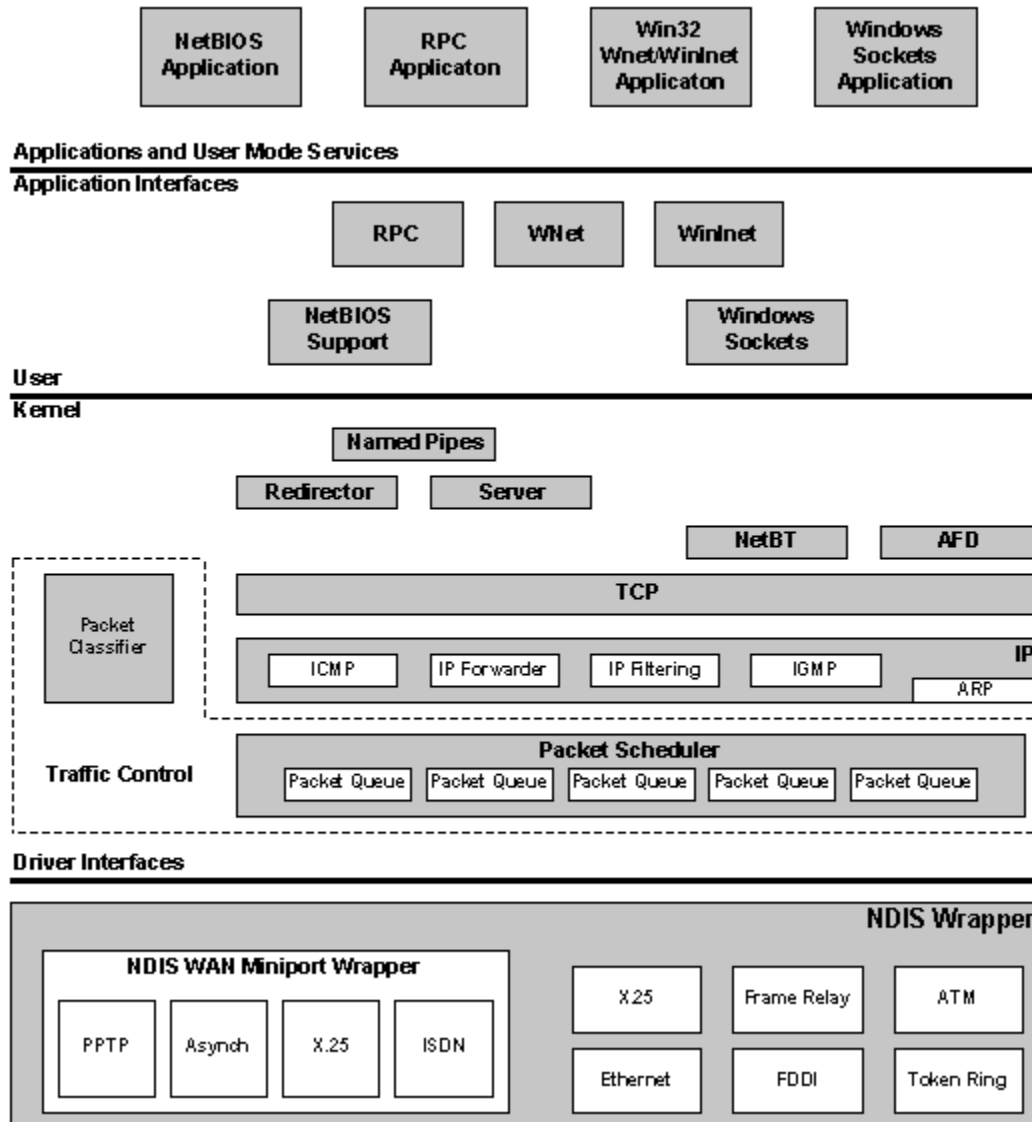 NetBIOS
Application
RPC
Applicaton
Win32
Wnet/WinInet
Applicaton
Windows
Sockets
Application
Applications and User Mode Services
Application Interfaces
RPC
WNet
WinInet
NetBIOS
Support
Windows
Sockets
User
Kernel
Named Pipes
Redirector
Server
NetBT
AFD
Packet
Classifier
TCP
IP
ICMP
IP Forwarder
IP Filtering
IGMP
ARP
Traffic Control
Packet Scheduler
Packet Queue
Packet Queue
Packet Queue
Packet Queue
Packet Queue
Driver Interfaces
NDIS Wrapper
NDIS WAN Miniport Wrapper
PPTP
Asynch
X.25
ISDN
X.25
Frame Relay
ATM
Ethernet
FDDI
Token Ring